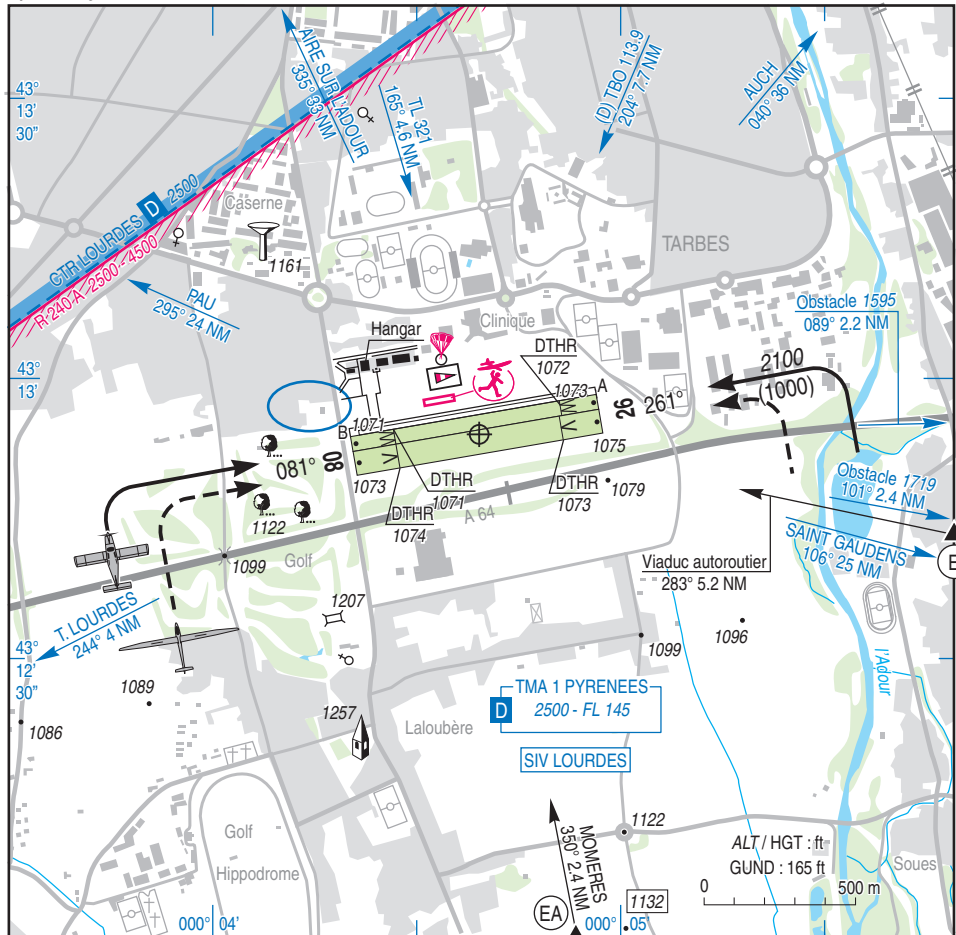 43°
13'
30"
AIRE SUR L'ADOUR
335° 33 NM
TL 321
165° 4.6 NM
(D) TBO 113.9
204° 7.7 NM
AUCH
040° 36 NM
CTR LOURDES D 2500
R 240 A 2500 - 4500
Caserne
1161
TARBES
PAU
295° 24 NM
Obstacle 1595
089° 2.2 NM
Clinique
Hangar
DTHR
1072
43°
13'
2100
(1000)
1073
A
26
261°
1071
B
08
081°
1075
1073
DTHR
1071
DTHR
1073
1079
DTHR
1074
A 64
1122
Obstacle 1719
101° 2.4 NM
SAINT GAUDENS
106° 25 NM
E
Golf
1099
Viaduc autoroutier
283° 5.2 NM
T. LOURDES
244° 4 NM
1207
1096
1099
43°
12'
30"
l'Adour
1089
1086
1257
Laloubère
TMA 1 PYRENEES
D
2500 - FL 145
SIV LOURDES
Golf
Hippodrome
MOMERES
350° 2.4 NM
1122
ALT / HGT : ft
GUND : 165 ft
0
500 m
Soues
EA
1132
000° 04'
000° 05'